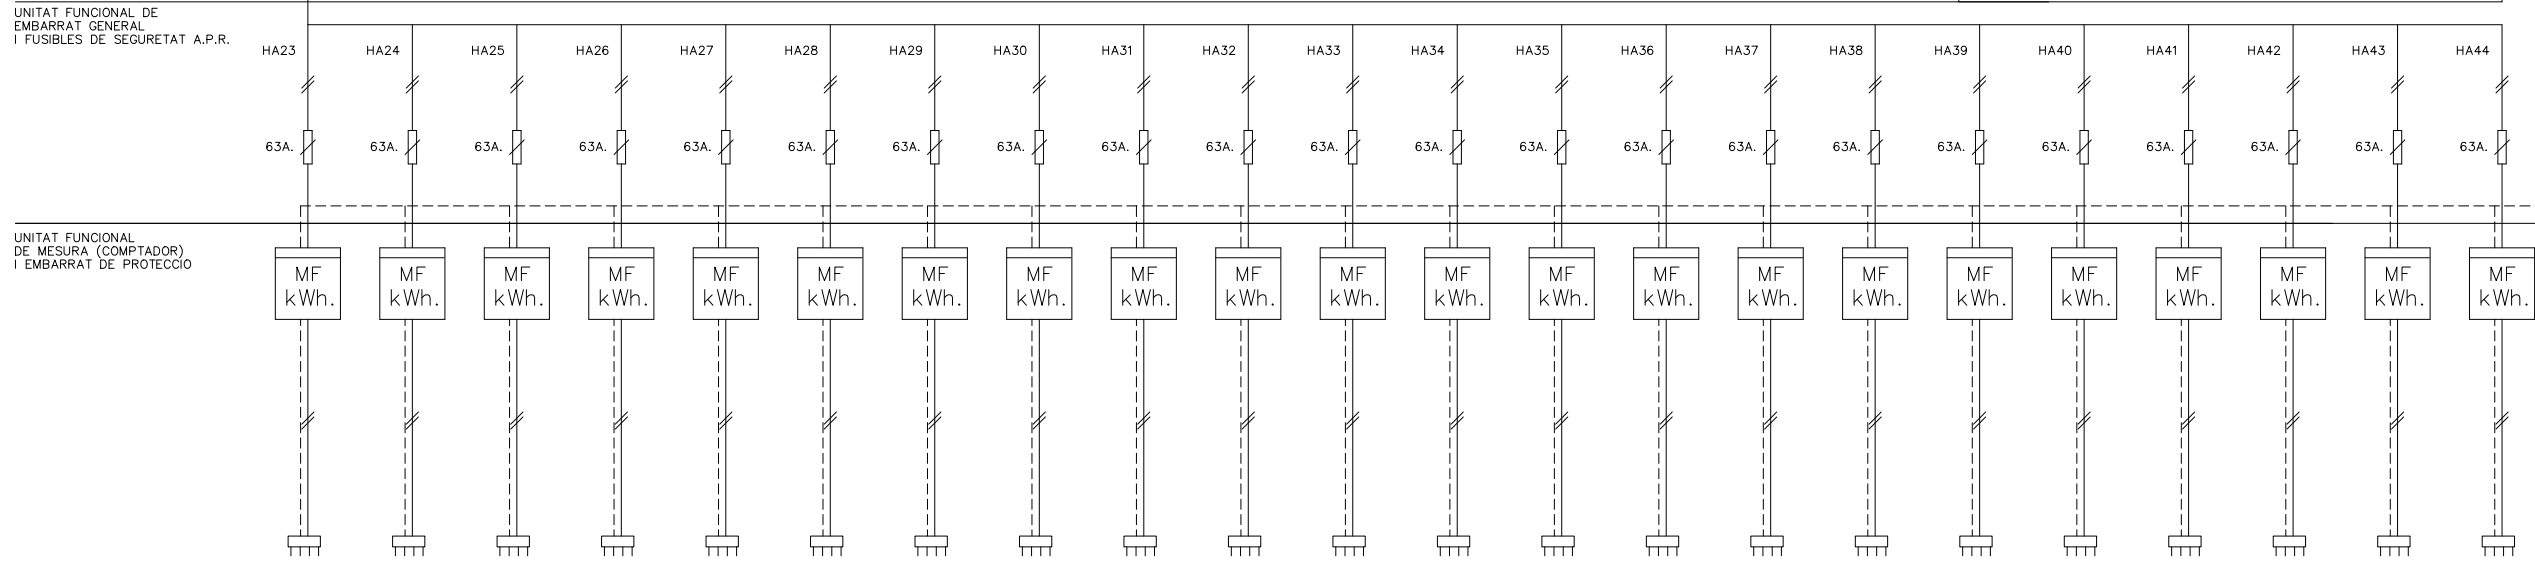 UNITAT FUNCIONAL DE
EMBARRAT GENERAL
I FUSIBLES DE SEGURETAT A.P.R.
HA23 HA24 HA25 HA26 HA27 HA28 HA29 HA30 HA31 HA32 HA33 HA34 HA35 HA36 HA37 HA38 HA39 HA40 HA41 HA42 HA43 HA44
63A. 63A. 63A. 63A. 63A. 63A. 63A. 63A. 63A. 63A. 63A. 63A. 63A. 63A. 63A. 63A. 63A. 63A. 63A. 63A. 63A. 63A.
UNITAT FUNCIONAL
DE MESURA (COMPTADOR)
I EMBARRAT DE PROTECCIO
MF MF MF MF MF MF MF MF MF MF MF MF MF MF MF MF MF MF MF MF MF MF
kWh. kWh. kWh. kWh. kWh. kWh. kWh. kWh. kWh. kWh. kWh. kWh. kWh. kWh. kWh. kWh. kWh. kWh. kWh. kWh. kWh. kWh.